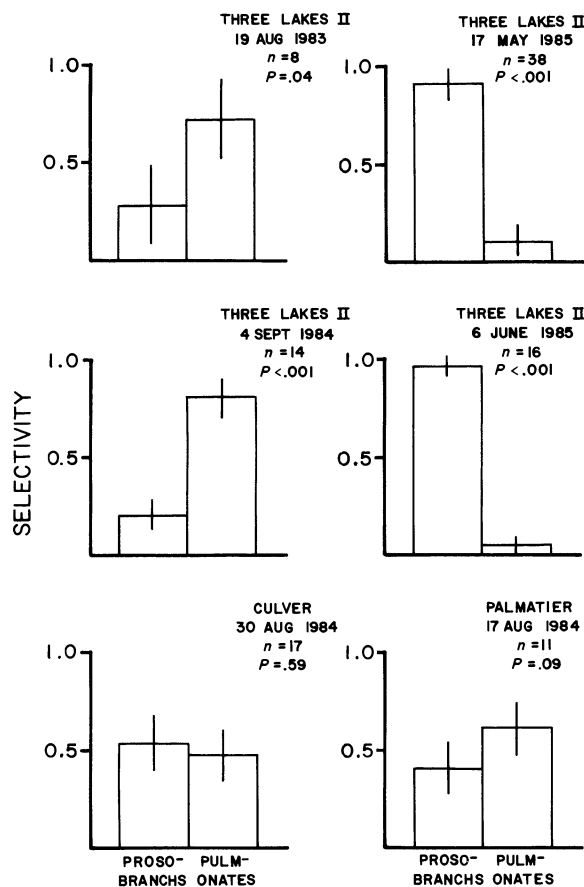 THREE LAKES II
19 AUG 1983
n=8
P=.04
1.0
0.5
THREE LAKES II
17 MAY 1985
n=38
P<.001
1.0
0.5
THREE LAKES II
4 SEPT 1984
n=14
P<.001
1.0
0.5
THREE LAKES II
6 JUNE 1985
n=16
P<.001
1.0
0.5
SELECTIVITY
CULVER
30 AUG 1984
n=17
P=.59
1.0
0.5
PROSO- PULM-
BRANCHS ONATES
PALMATIER
17 AUG 1984
n=11
P=.09
1.0
0.5
PROSO- PULM-
BRANCHS ONATES